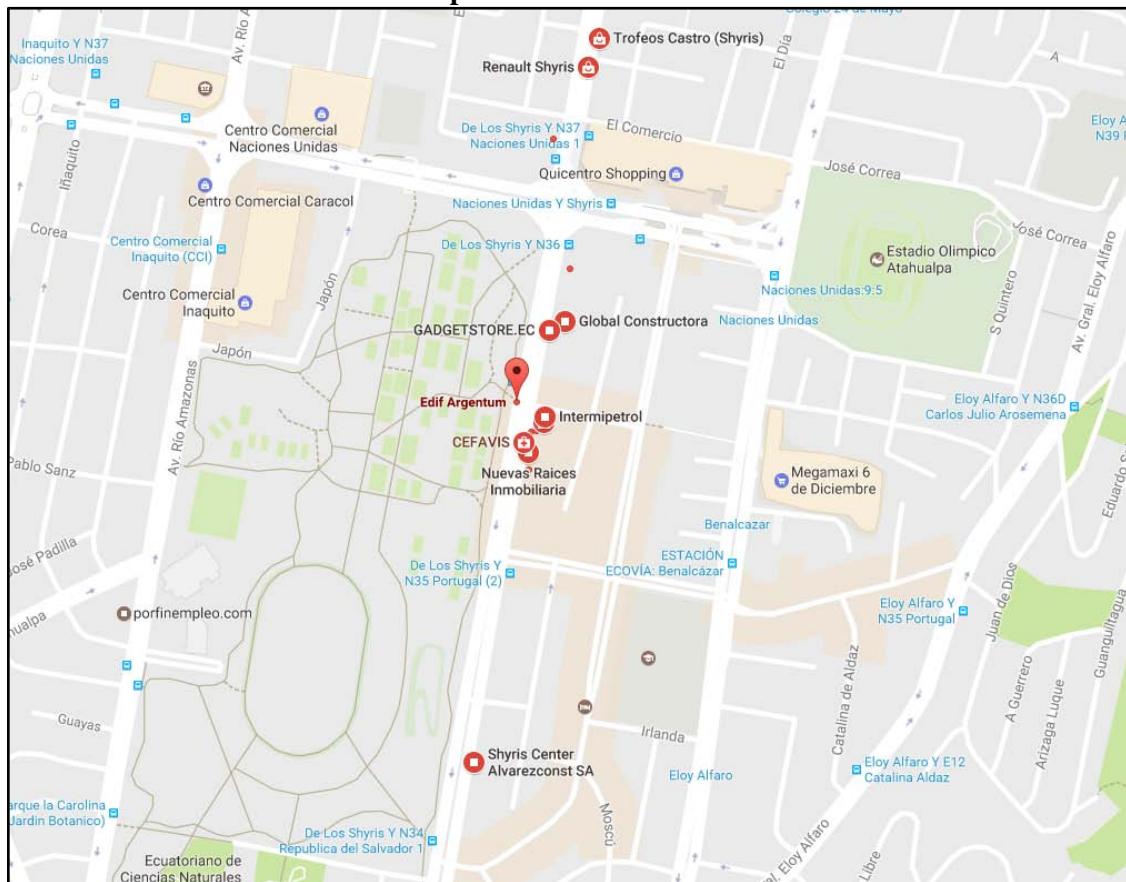 Trofeos Castro (Shyris)
Renault Shyris
Inaquito Y N37
Naciones Unidas
Av. Río A
El Día
A
Eloy A
N39 P
Centro Comercial
Naciones Unidas
De Los Shyris Y N37
Naciones Unidas 1
El Comercio
Quicentro Shopping
José Correa
Iñaquito
Centro Comercial Caracol
Naciones Unidas Y Shyris
Corea
Centro Comercial
Inaquito (CCI)
De Los Shyris Y N36
José Correa
Estadio Olimpico
Atahualpa
S Quintero
Av. Gral. Eloy Alfaro
Naciones Unidas:9:5
Centro Comercial
Inaquito
Japón
GADGETSTORE.EC
Global Constructora
Naciones Unidas
Japón
Edif Argentum
Intermipetrol
Eloy Alfaro Y N36D
Carlos Julio Arosemena
Av. Río Amazonas
CEFAVIS
Pablo Sanz
Nuevas Raices
Inmobiliaria
Megamaxi 6
de Diciembre
Eduardo S
Benalcazar
José Padilla
De Los Shyris Y
N35 Portugal (2)
ESTACIÓN
ECOVÍA: Benalcázar
hualpa
porfinempleo.com
Eloy Alfaro Y
N35 Portugal
Juan de Dios
Guanguiltagua
Catalina de Aldaz
A Guerrero
Arizaga Luque
Guayas
Irlanda
Shyris Center
Alvarezconst SA
Eloy Alfaro
Eloy Alfaro Y E12
Catalina Aldaz
Moscú
arque la Carolina
Jardin Botanico)
De Los Shyris Y N34
Republica del Salvador 1
Ecuatoriano de
Ciencias Naturales
al. Eloy Alfaro
Libre